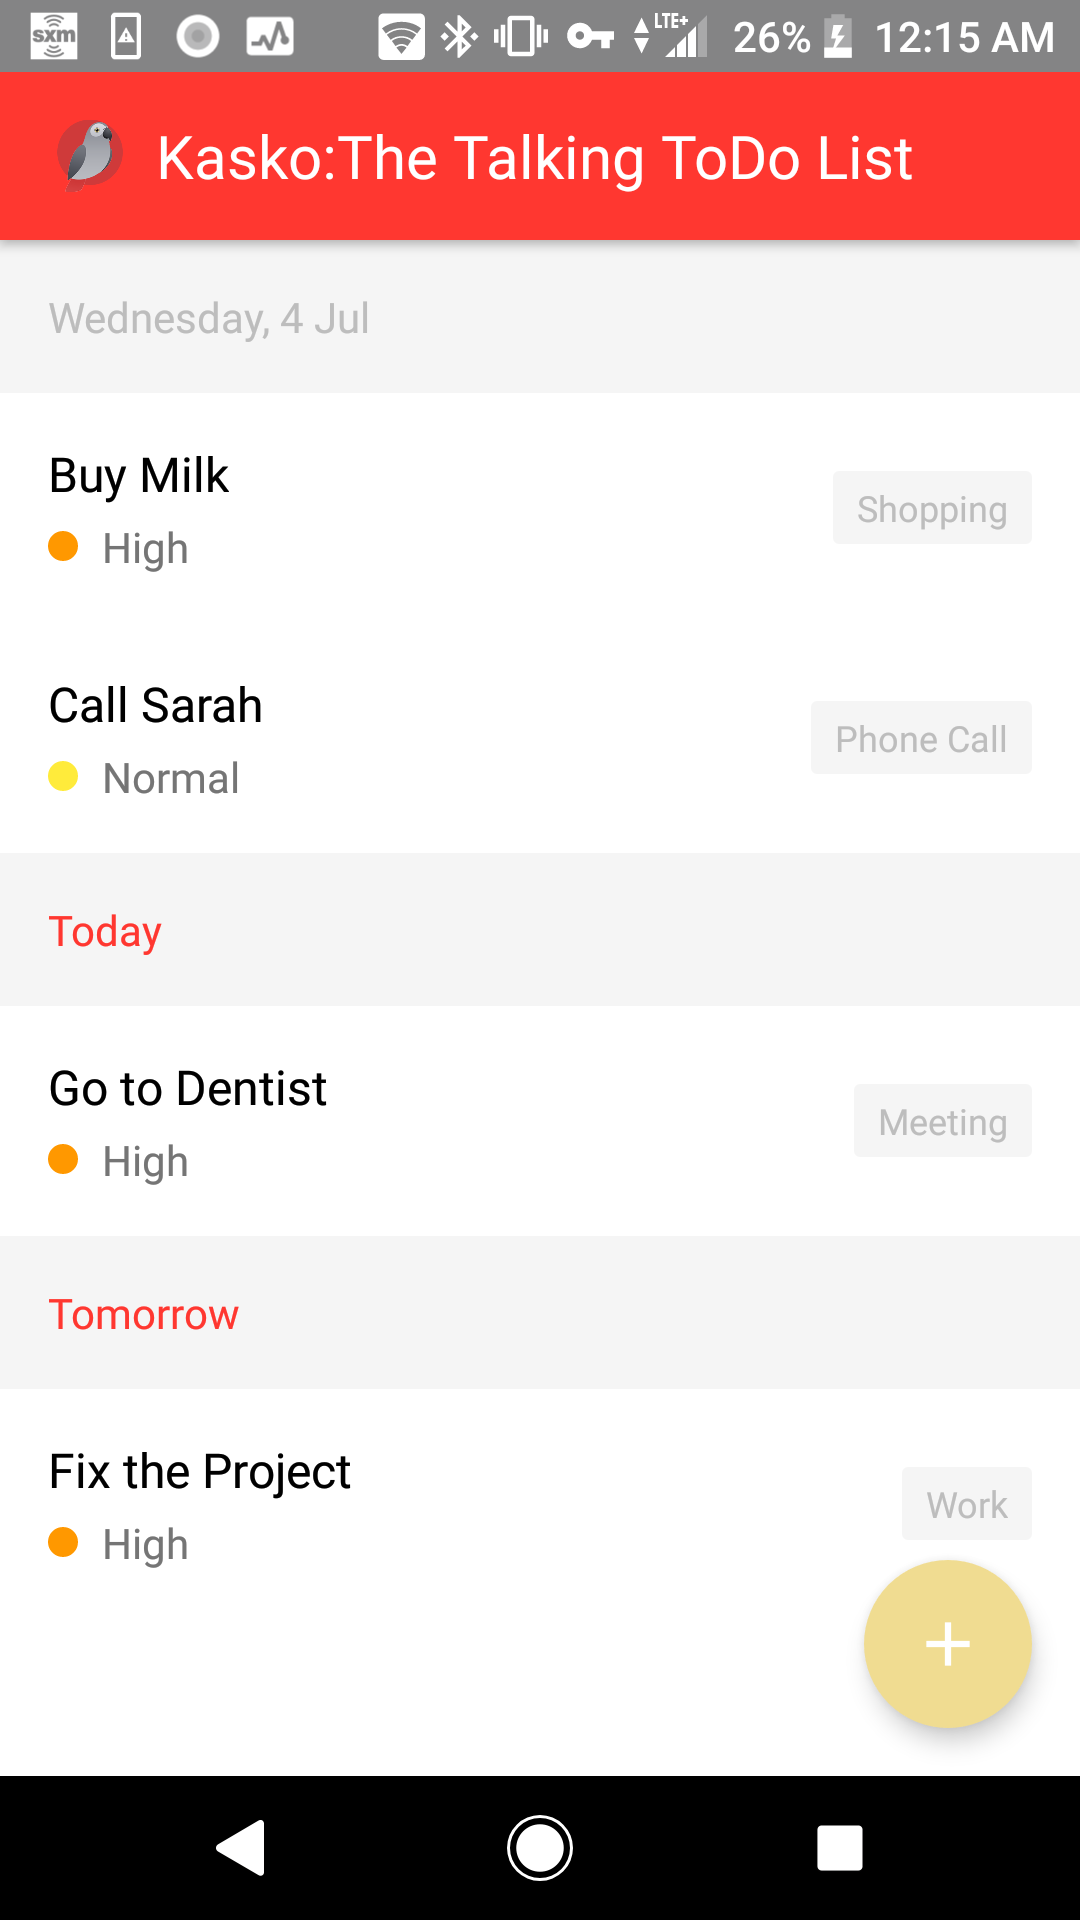 sxm LTE+ 26% 12:15 AM
Kasko:The Talking ToDo List
Wednesday, 4 Jul
Buy Milk
Shopping
High
Call Sarah
Phone Call
Normal
Today
Go to Dentist
Meeting
High
Tomorrow
Fix the Project
Work
High